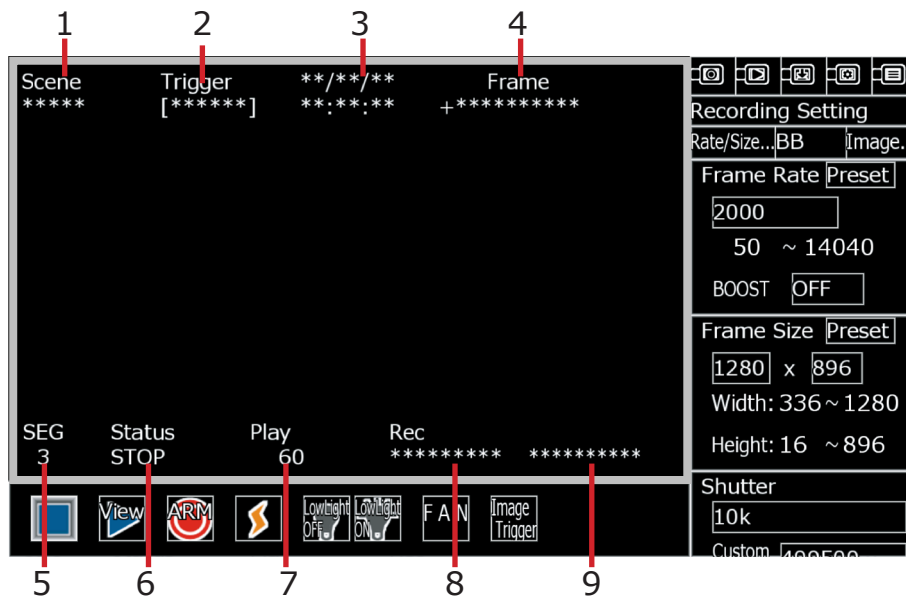 1 2 3 4
Scene Trigger **/**/** Frame
***** [******] **:**:** +**********
SEG Status Play Rec
3 STOP 60 ********* **********
View ARM LowLight OFF LowLight ON FAN Image Trigger
5 6 7 8 9
Recording Setting
Rate/Size... BB Image.
Frame Rate Preset
2000
50 ~ 14040
BOOST OFF
Frame Size Preset
1280 x 896
Width: 336 ~ 1280
Height: 16 ~ 896
Shutter
10k
Custom